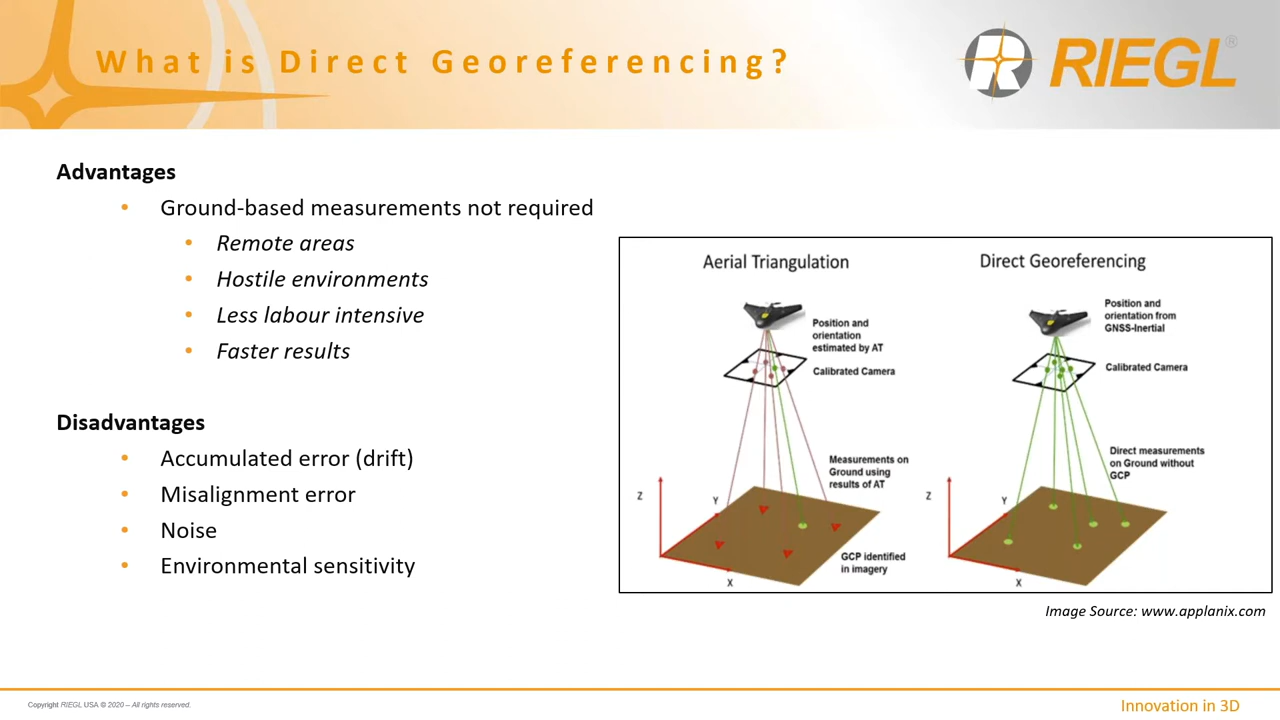 What is Direct Georeferencing?
RIEGL®
Advantages
• Ground-based measurements not required
• Remote areas
• Hostile environments
• Less labour intensive
• Faster results
Disadvantages
• Accumulated error (drift)
• Misalignment error
• Noise
• Environmental sensitivity
Aerial Triangulation
Position and
orientation
estimated by AT
Calibrated Camera
Measurements on
Ground using
results of AT
GCP identified
in imagery
Z
Y
X
Direct Georeferencing
Position and
orientation from
GNSS-Inertial
Calibrated Camera
Direct measurements
on Ground without
GCP
Z
Y
X
Image Source: www.applanix.com
Copyright RIEGL USA © 2020 – All rights reserved.
Innovation in 3D